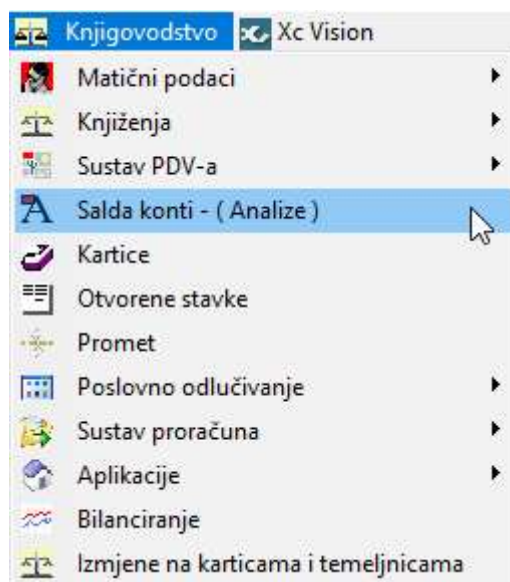 Knjigovodstvo Xc Vision
Matični podaci
Knjiženja
Sustav PDV-a
Salda konti - ( Analize )
Kartice
Otvorene stavke
Promet
Poslovno odlučivanje
Sustav proračuna
Aplikacije
Bilanciranje
Izmjene na karticama i temeljnicama